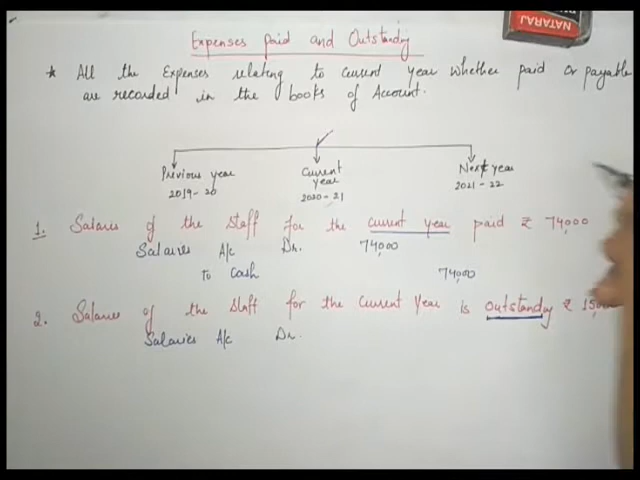 NATARAJ
Expenses paid and Outstanding
* All the Expenses relating to current year whether paid or payable
are recorded in the books of Account.
Previous year Current year Next year
2019-20 2020-21 2021-22
1. Salaries of the staff for the current year paid ₹ 74,000
Salaries A/c Dr. 74,000
To cash 74,000
2. Salaries of the staff for the current Year is outstanding ₹
Salaries A/c Dr.